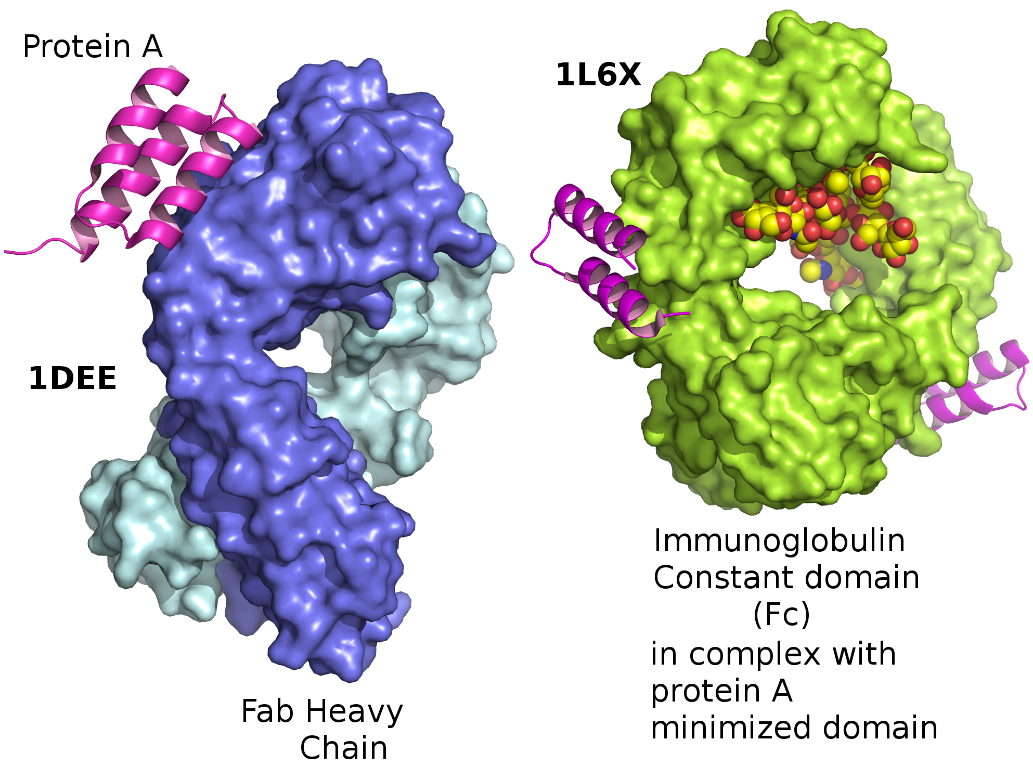 Protein A
1L6X
1DEE
Immunoglobulin
Constant domain
(Fc)
in complex with
protein A
minimized domain
Fab Heavy
Chain